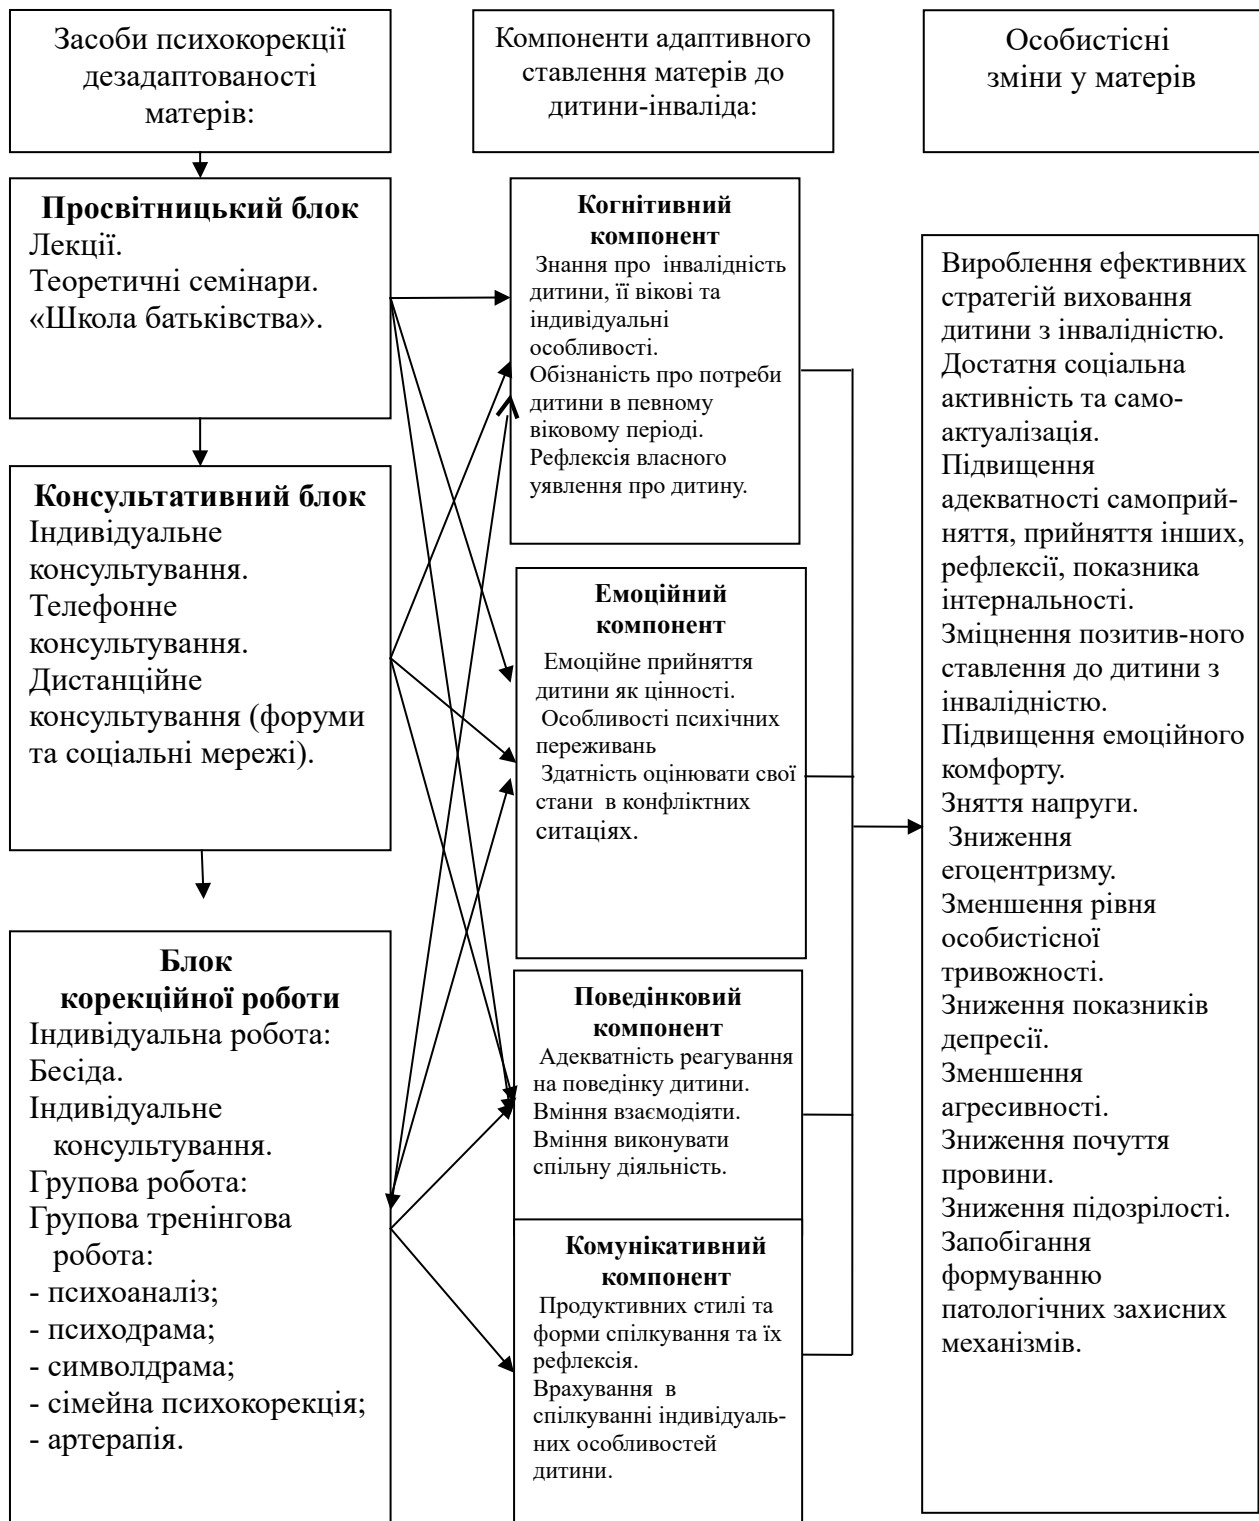 Засоби психокорекції
дезадаптованості
матерів:
Просвітницький блок
Лекції.
Теоретичні семінари.
«Школа батьківства».
Консультативний блок
Індивідуальне
консультування.
Телефонне
консультування.
Дистанційне
консультування (форуми
та соціальні мережі).
Блок
корекційної роботи
Індивідуальна робота:
Бесіда.
Індивідуальне
консультування.
Групова робота:
Групова тренінгова
робота:
- психоаналіз;
- психодрама;
- символдрама;
- сімейна психокорекція;
- артерапія.
Компоненти адаптивного
ставлення матерів до
дитини-інваліда:
Когнітивний
компонент
Знання про інвалідність
дитини, її вікові та
індивідуальні
особливості.
Обізнаність про потреби
дитини в певному
віковому періоді.
Рефлексія власного
уявлення про дитину.
Емоційний
компонент
Емоційне прийняття
дитини як цінності.
Особливості психічних
переживань
Здатність оцінювати свої
стани в конфліктних
ситаціях.
Поведінковий
компонент
Адекватність реагування
на поведінку дитини.
Вміння взаємодіяти.
Вміння виконувати
спільну діяльність.
Комунікативний
компонент
Продуктивних стилі та
форми спілкування та їх
рефлексія.
Врахування в
спілкуванні індивідуаль-
них особливостей
дитини.
Особистісні
зміни у матерів
Вироблення ефективних
стратегій виховання
дитини з інвалідністю.
Достатня соціальна
активність та само-
актуалізація.
Підвищення
адекватності самоприй-
няття, прийняття інших,
рефлексії, показника
інтернальності.
Зміцнення позитив-ного
ставлення до дитини з
інвалідністю.
Підвищення емоційного
комфорту.
Зняття напруги.
Зниження
егоцентризму.
Зменшення рівня
особистісної
тривожності.
Зниження показників
депресії.
Зменшення
агресивності.
Зниження почуття
провини.
Зниження підозрілості.
Запобігання
формуванню
патологічних захисних
механізмів.